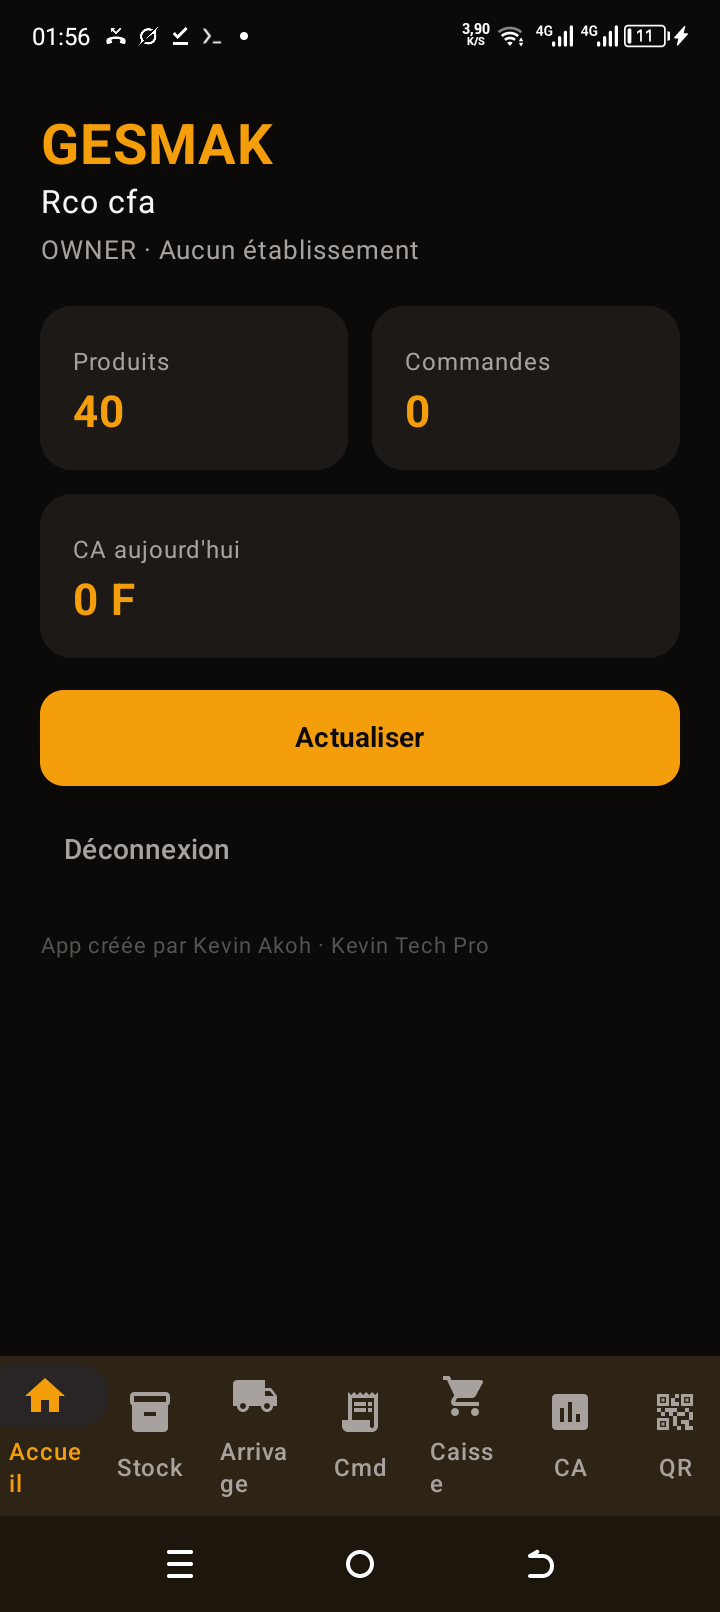 01:56
3,90
K/S
4G
4G
11
GESMAK
Rco cfa
OWNER · Aucun établissement
Produits
40
Commandes
0
CA aujourd'hui
0 F
Actualiser
Déconnexion
App créée par Kevin Akoh · Kevin Tech Pro
Accue
il
Stock
Arriva
ge
Cmd
Caiss
e
CA
QR